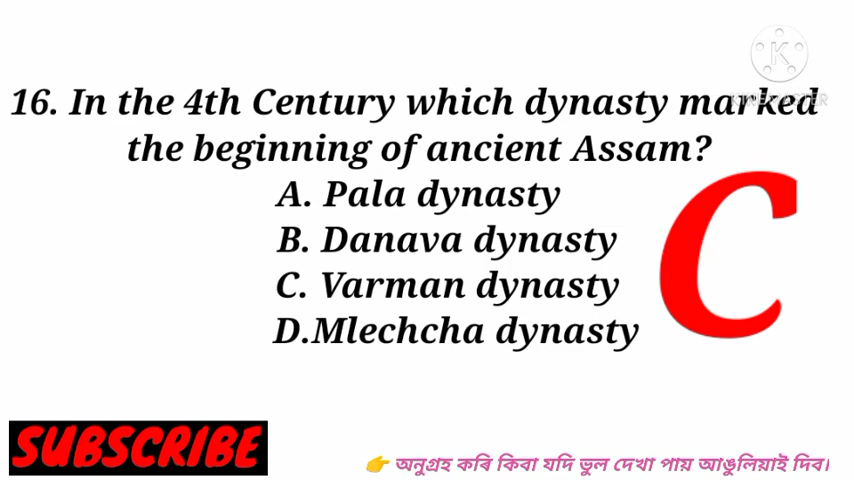 KINEMASTER
16. In the 4th Century which dynasty marked
the beginning of ancient Assam?
A. Pala dynasty
B. Danava dynasty
C. Varman dynasty
D.Mlechcha dynasty
C
SUBSCRIBE
👉 অনুগ্ৰহ কৰি কিবা যদি ভুল দেখা পায় আঙুলিয়াই দিব।